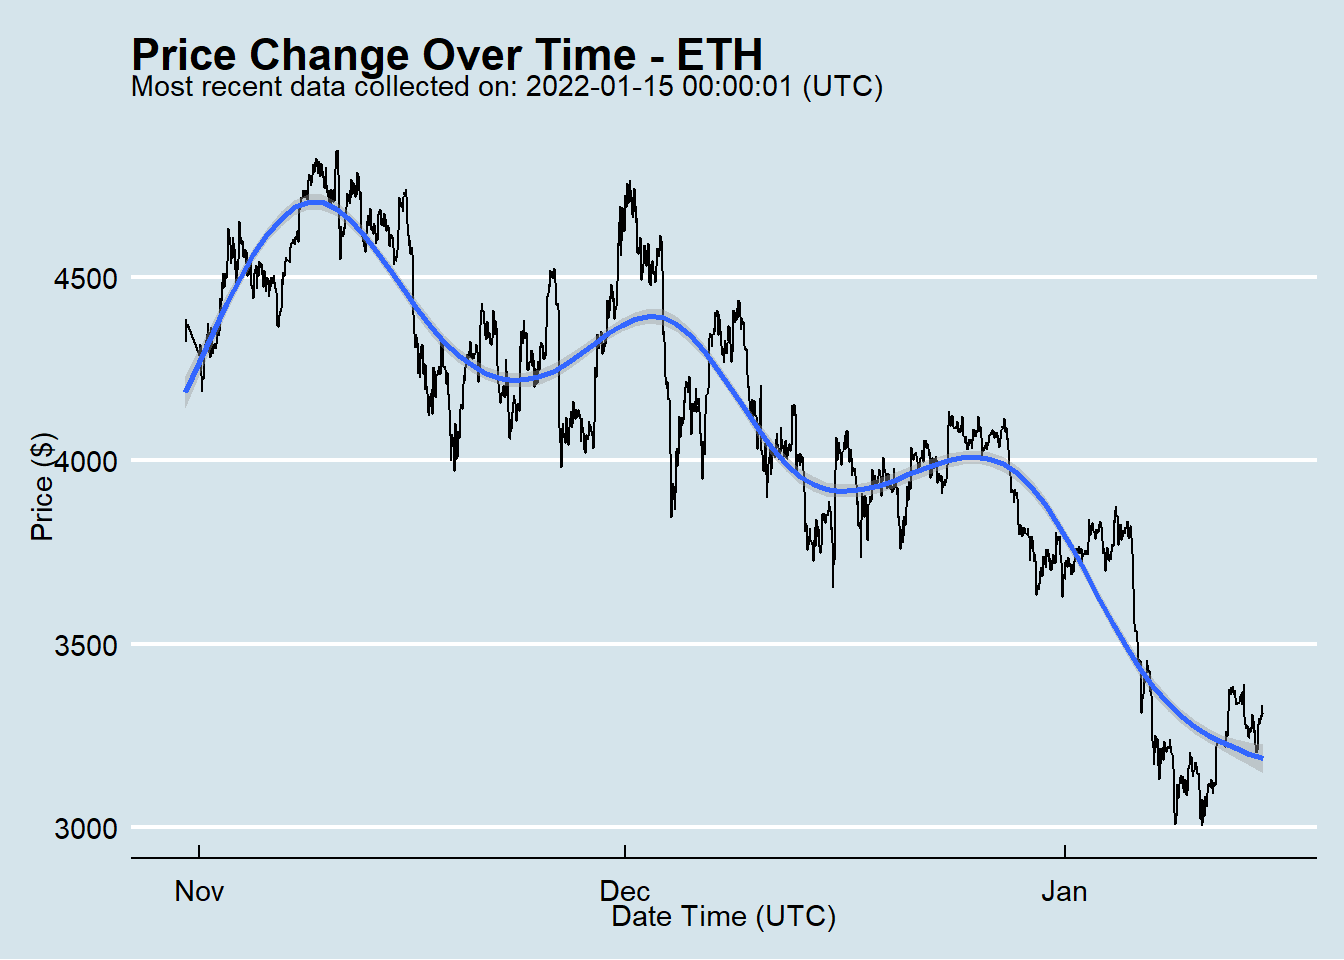 Price Change Over Time - ETH
Most recent data collected on: 2022-01-15 00:00:01 (UTC)
Price ($)
4500
4000
3500
3000
Nov
Dec
Jan
Date Time (UTC)